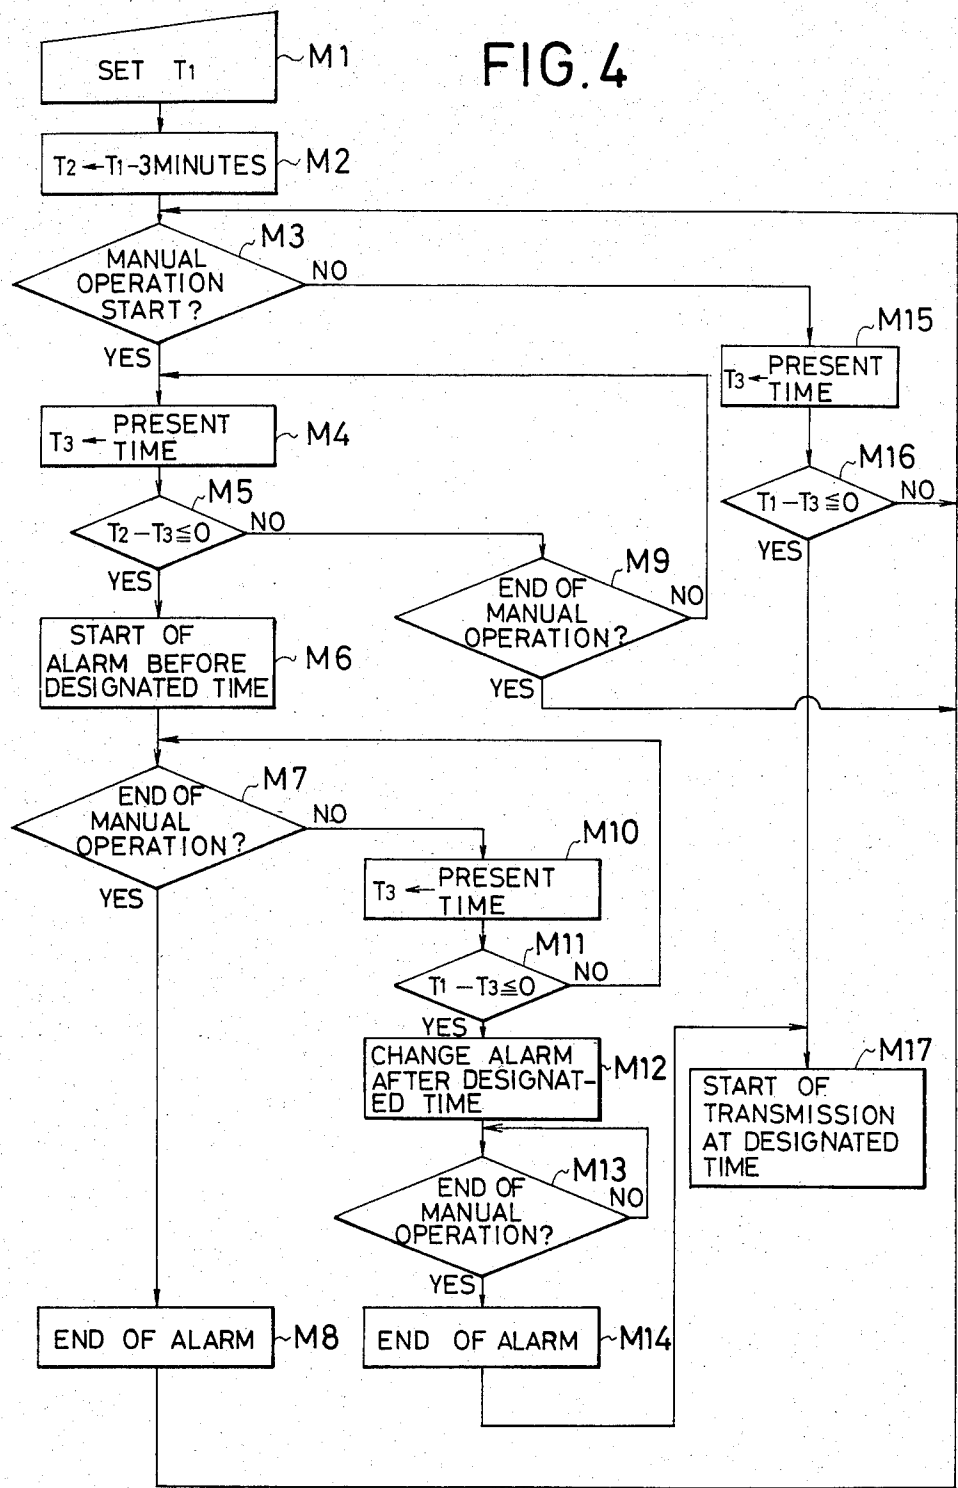 FIG. 4
SET T1
M1
T2 ← T1-3MINUTES
M2
M3
MANUAL
OPERATION
START?
NO
YES
M15
T3 ← PRESENT
TIME
T3 ← PRESENT
TIME
M4
M16
T1-T3≦0
NO
YES
M5
T2-T3≦0
NO
YES
M9
END OF
MANUAL
OPERATION?
NO
YES
START OF
ALARM BEFORE
DESIGNATED TIME
M6
M7
END OF
MANUAL
OPERATION?
NO
YES
M10
T3 ← PRESENT
TIME
M11
T1-T3≦0
NO
YES
CHANGE ALARM
AFTER DESIGNAT-
ED TIME
M12
M17
START OF
TRANSMISSION
AT DESIGNATED
TIME
M13
END OF
MANUAL
OPERATION?
NO
YES
END OF ALARM
M8
END OF ALARM
M14